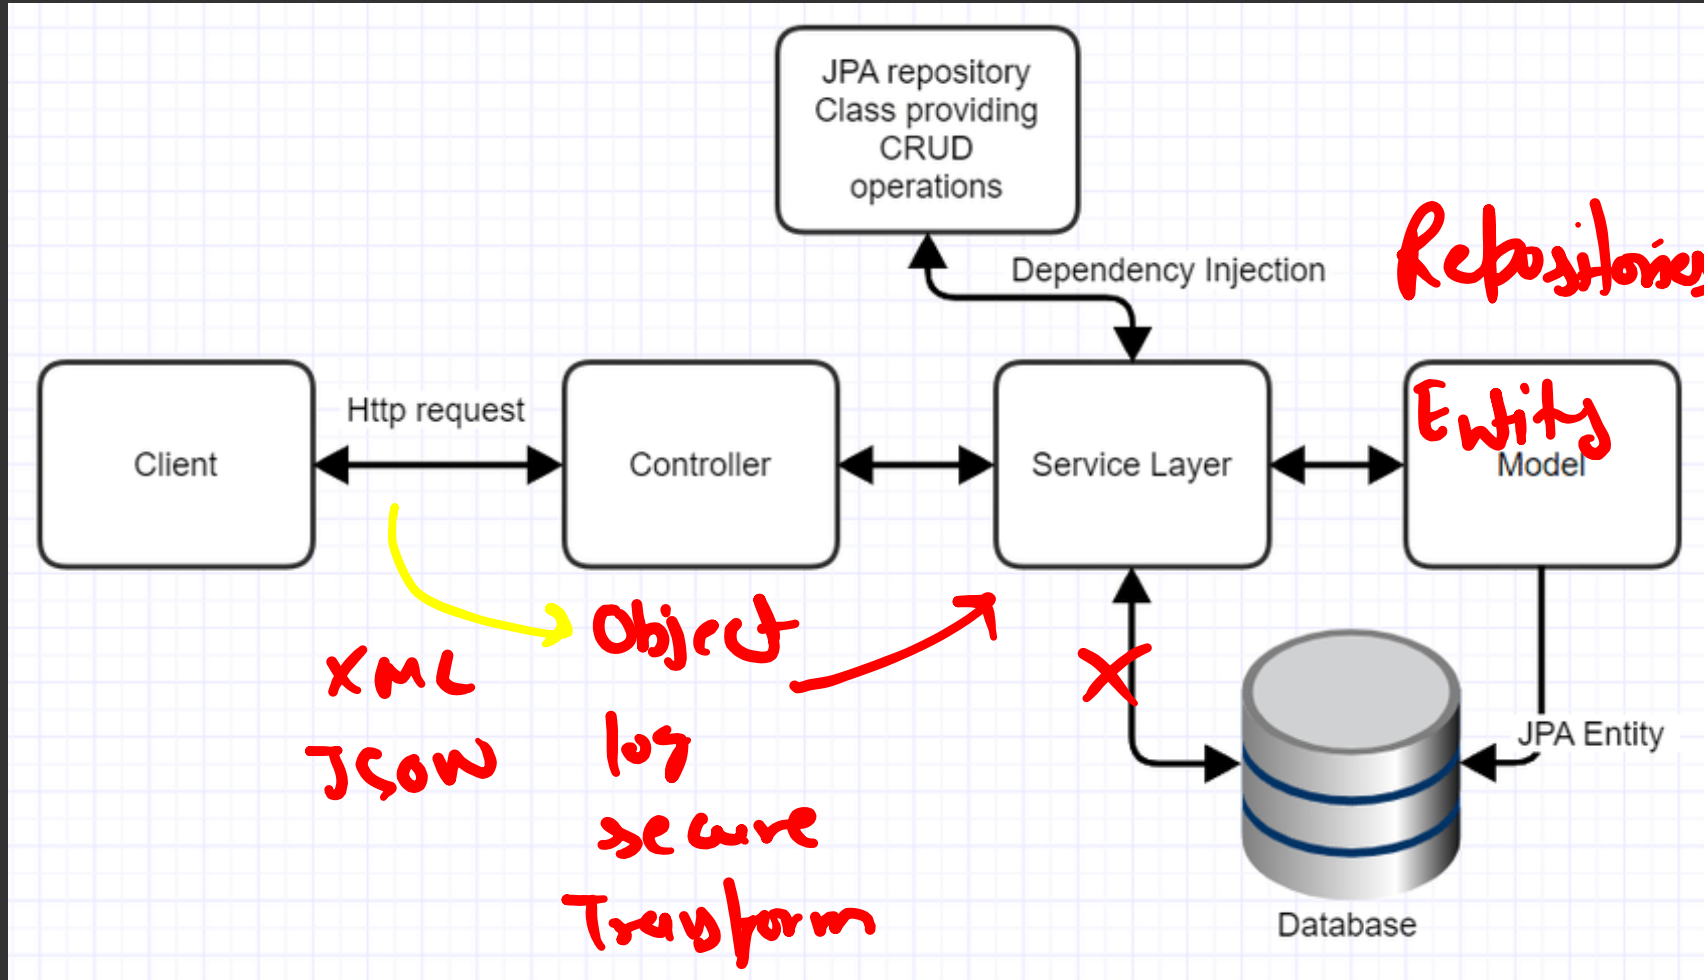 JPA repository
Class providing
CRUD
operations
Dependency Injection
Repositories
Client
Http request
Controller
Service Layer
Entity
Model
Object
XML
JSON
log
secure
Transform
JPA Entity
Database